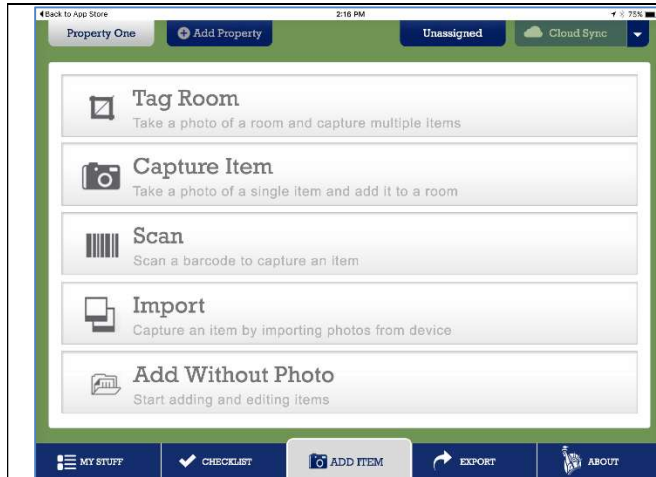 Back to App Store 2:16 PM 75%
Property One Add Property Unassigned Cloud Sync
Tag Room
Take a photo of a room and capture multiple items
Capture Item
Take a photo of a single item and add it to a room
Scan
Scan a barcode to capture an item
Import
Capture an item by importing photos from device
Add Without Photo
Start adding and editing items
MY STUFF CHECKLIST ADD ITEM EXPORT ABOUT